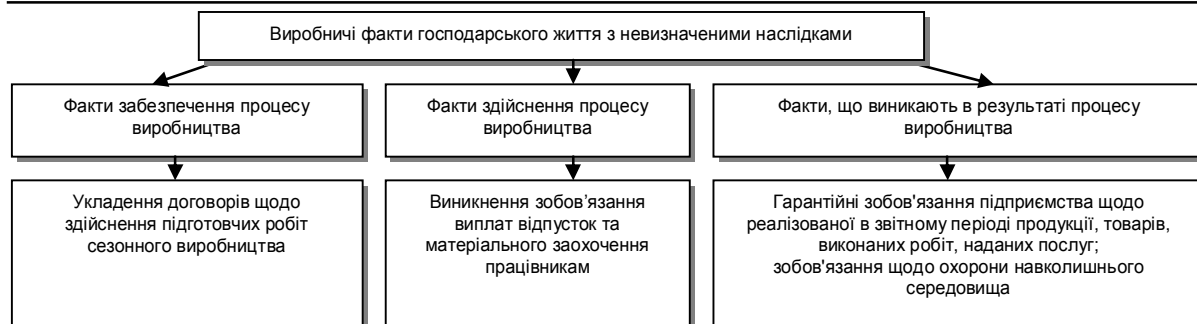 Виробничі факти господарського життя з невизначеними наслідками
Факти забезпечення процесу
виробництва
Факти здійснення процесу
виробництва
Факти, що виникають в результаті процесу
виробництва
Укладення договорів щодо
здійснення підготовчих робіт
сезонного виробництва
Виникнення зобов’язання
виплат відпусток та
матеріального заохочення
працівникам
Гарантійні зобов'язання підприємства щодо
реалізованої в звітному періоді продукції, товарів,
виконаних робіт, наданих послуг;
зобов'язання щодо охорони навколишнього
середовища